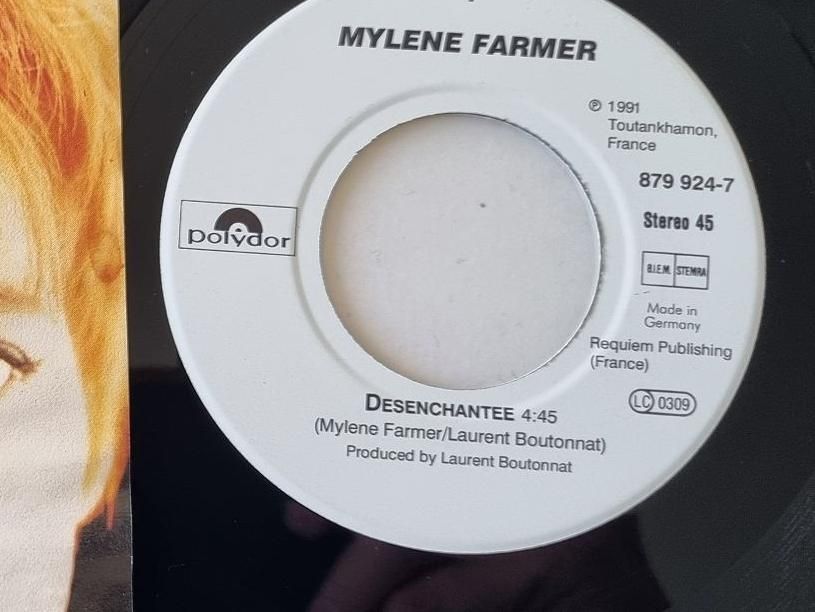 MYLENE FARMER
℗ 1991
Toutankhamon,
France
879 924-7
Stereo 45
polydor
B.I.E.M. STEMRA
Made in
Germany
Requiem Publishing
(France)
LC 0309
DESENCHANTEE 4:45
(Mylene Farmer/Laurent Boutonnat)
Produced by Laurent Boutonnat